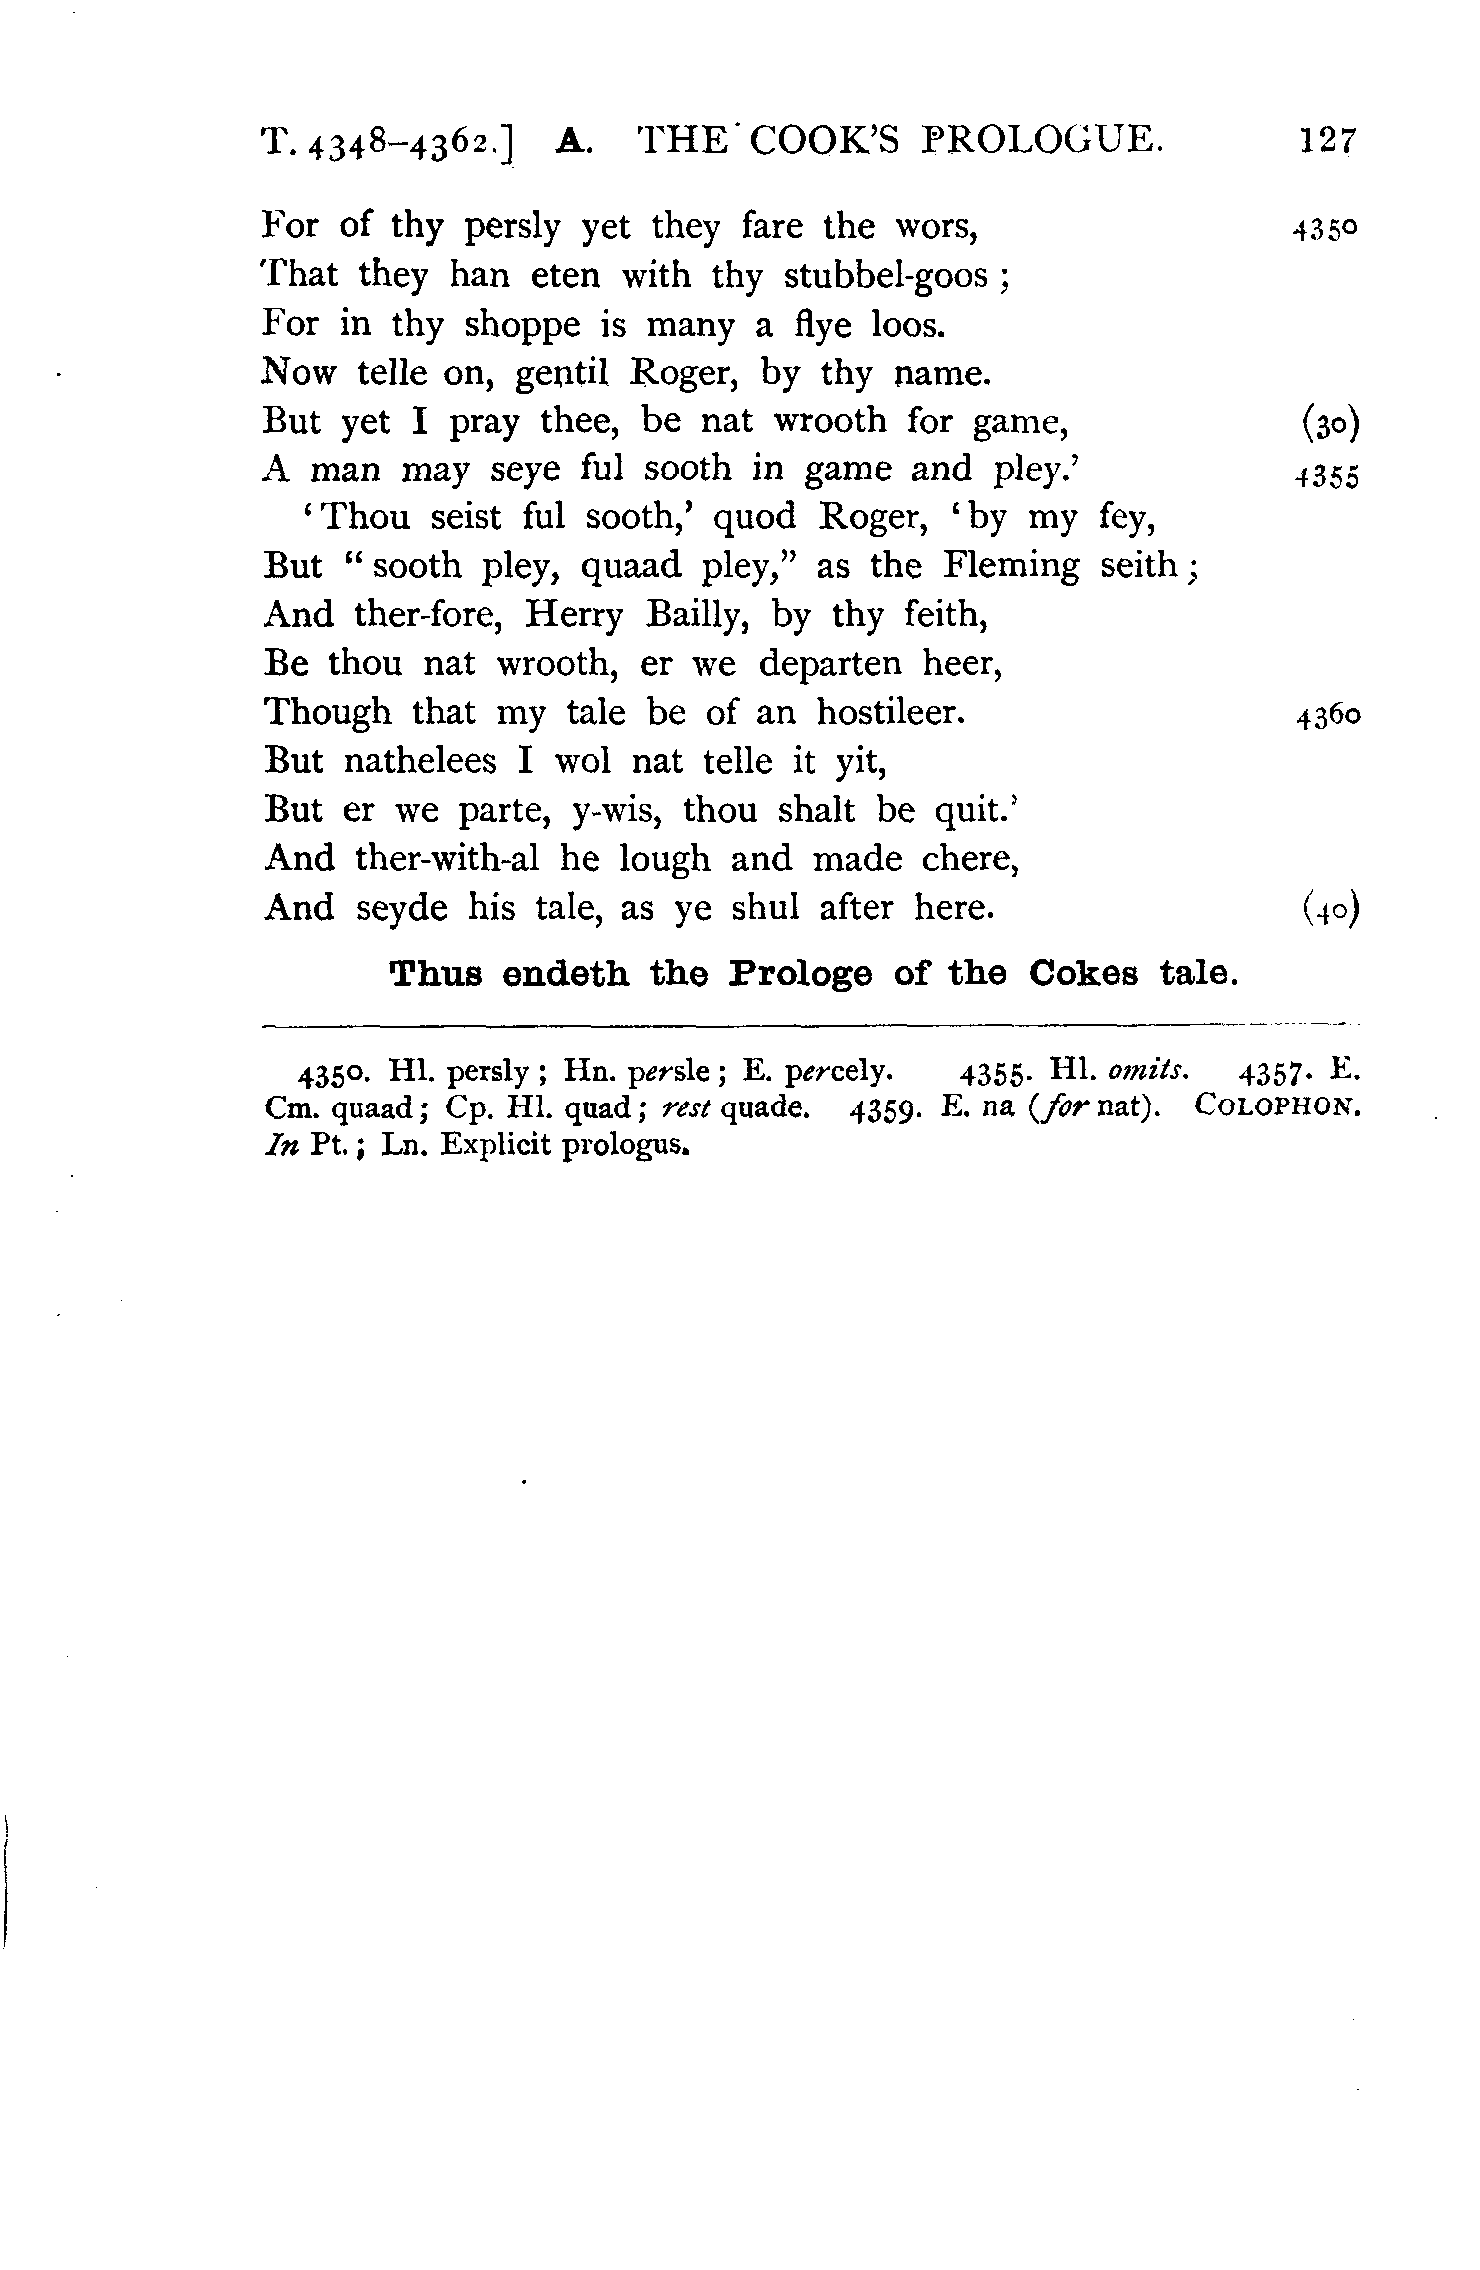 T. 4348–4362.] A. THE COOK'S PROLOGUE. 127
For of thy persly yet they fare the wors, 4350
That they han eten with thy stubbel-goos ;
For in thy shoppe is many a flye loos.
Now telle on, gentil Roger, by thy name.
But yet I pray thee, be nat wrooth for game, (30)
A man may seye ful sooth in game and pley.' 4355
'Thou seist ful sooth,' quod Roger, 'by my fey,
But “sooth pley, quaad pley,” as the Fleming seith ;
And ther-fore, Herry Bailly, by thy feith,
Be thou nat wrooth, er we departen heer,
Though that my tale be of an hostileer. 4360
But nathelees I wol nat telle it yit,
But er we parte, y-wis, thou shalt be quit.'
And ther-with-al he lough and made chere,
And seyde his tale, as ye shul after here. (40)
Thus endeth the Prologe of the Cokes tale.
4350. Hl. persly ; Hn. persle ; E. percely. 4355. Hl. omits. 4357. E.
Cm. quaad ; Cp. Hl. quad ; rest quade. 4359. E. na (for nat). COLOPHON.
In Pt. ; Ln. Explicit prologus.